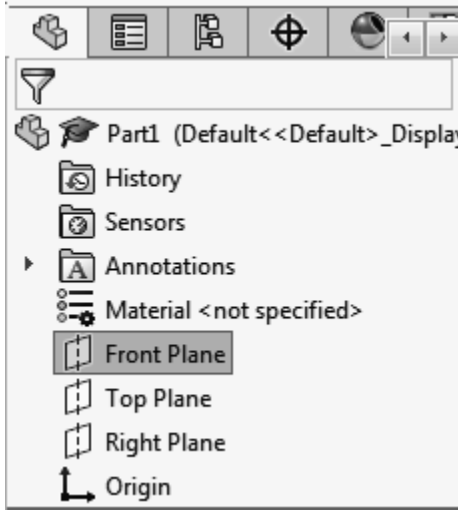 Part1 (Default<<Default>_Display
History
Sensors
A Annotations
Material <not specified>
Front Plane
Top Plane
Right Plane
Origin